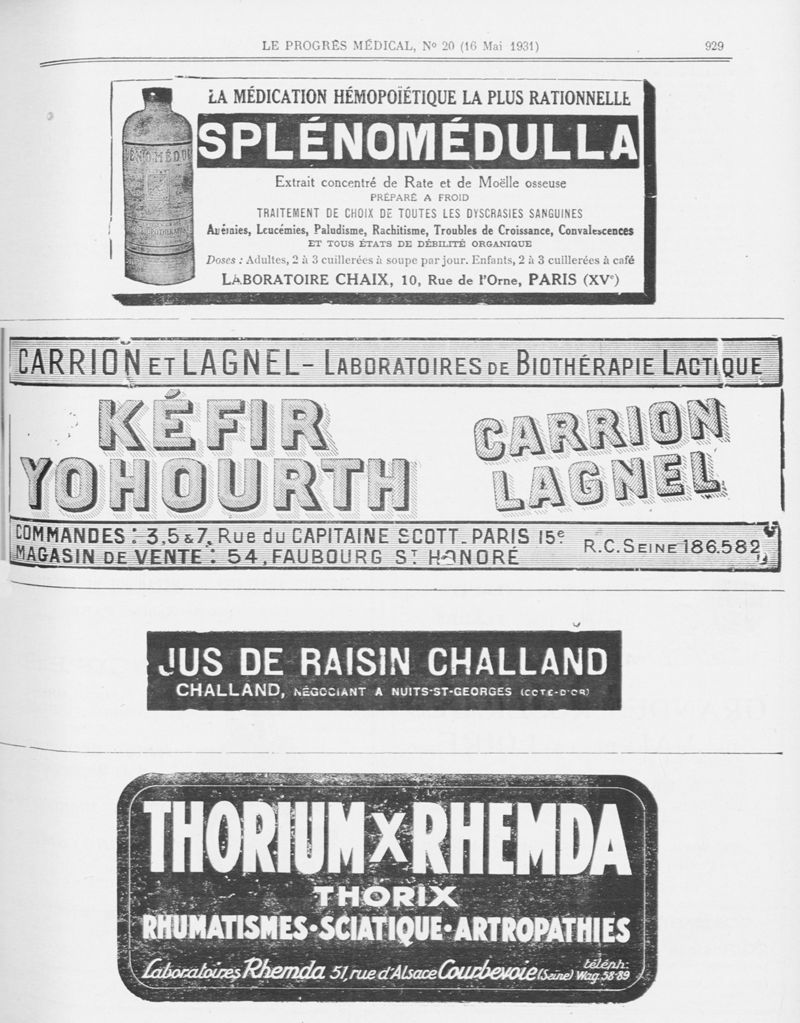 LE PROGRÈS MÉDICAL, Nº 20 (16 Mai 1931) 929
LA MÉDICATION HÉMOPOÏÉTIQUE LA PLUS RATIONNELLE
SPLÉNOMÉDULLA
Extrait concentré de Rate et de Moëlle osseuse
PRÉPARÉ A FROID
TRAITEMENT DE CHOIX DE TOUTES LES DYSCRASIES SANGUINES
Anémies, Leucémies, Paludisme, Rachitisme, Troubles de Croissance, Convalescences
ET TOUS ÉTATS DE DÉBILITÉ ORGANIQUE
Doses : Adultes, 2 à 3 cuillerées à soupe par jour. Enfants, 2 à 3 cuillerées à café
LABORATOIRE CHAIX, 10, Rue de l'Orne, PARIS (XVe)
CARRION ET LAGNEL - LABORATOIRES DE BIOTHÉRAPIE LACTIQUE
KÉFIR
YOHOURTH
CARRION
LAGNEL
COMMANDES : 3,5 & 7, Rue du CAPITAINE SCOTT_PARIS 15e
MAGASIN DE VENTE : 54, FAUBOURG ST HONORÉ
R.C. SEINE 186.582
JUS DE RAISIN CHALLAND
CHALLAND, NÉGOCIANT A NUITS-ST-GEORGES (COTE-D'OR)
THORIUM X RHEMDA
THORIX
RHUMATISMES·SCIATIQUE·ARTROPATHIES
Laboratoires Rhemda 51, rue d'Alsace Courbevoie (Seine) téléph: Wag. 58-89